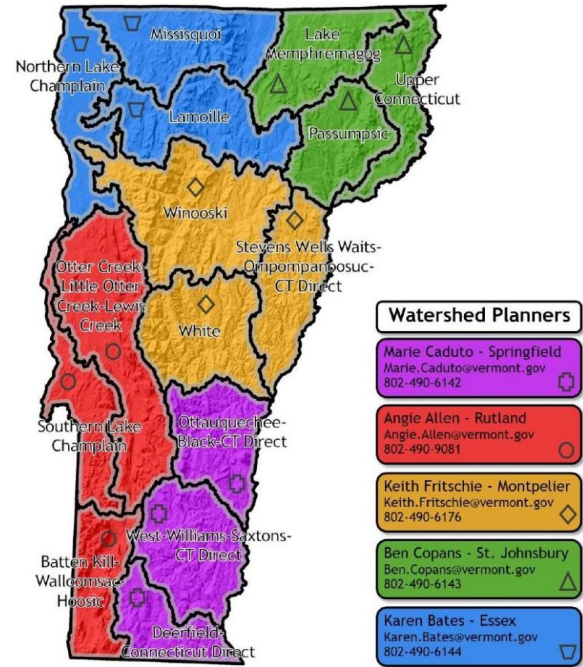 Missisquoi
Lake
Memphremagog
Northern Lake
Champlain
Upper
Connecticut
Lamoille
Passumpsic
Winooski
Stevens Wells Waits-
Ompompanoosuc-
CT Direct
Otter Creek-
Little Otter
Creek-Lewis
Creek
White
Southern Lake
Champlain
Ottauquechee-
Black-CT Direct
West-Williams-Saxtons-
CT Direct
Batten Kill-
Walloomsac-
Hoosic
Deerfield-
Connecticut Direct
Watershed Planners
Marie Caduto - Springfield
Marie.Caduto@vermont.gov
802-490-6142
Angie Allen - Rutland
Angie.Allen@vermont.gov
802-490-9081
Keith Fritschie - Montpelier
Keith.Fritschie@vermont.gov
802-490-6176
Ben Copans - St. Johnsbury
Ben.Copans@vermont.gov
802-490-6143
Karen Bates - Essex
Karen.Bates@vermont.gov
802-490-6144